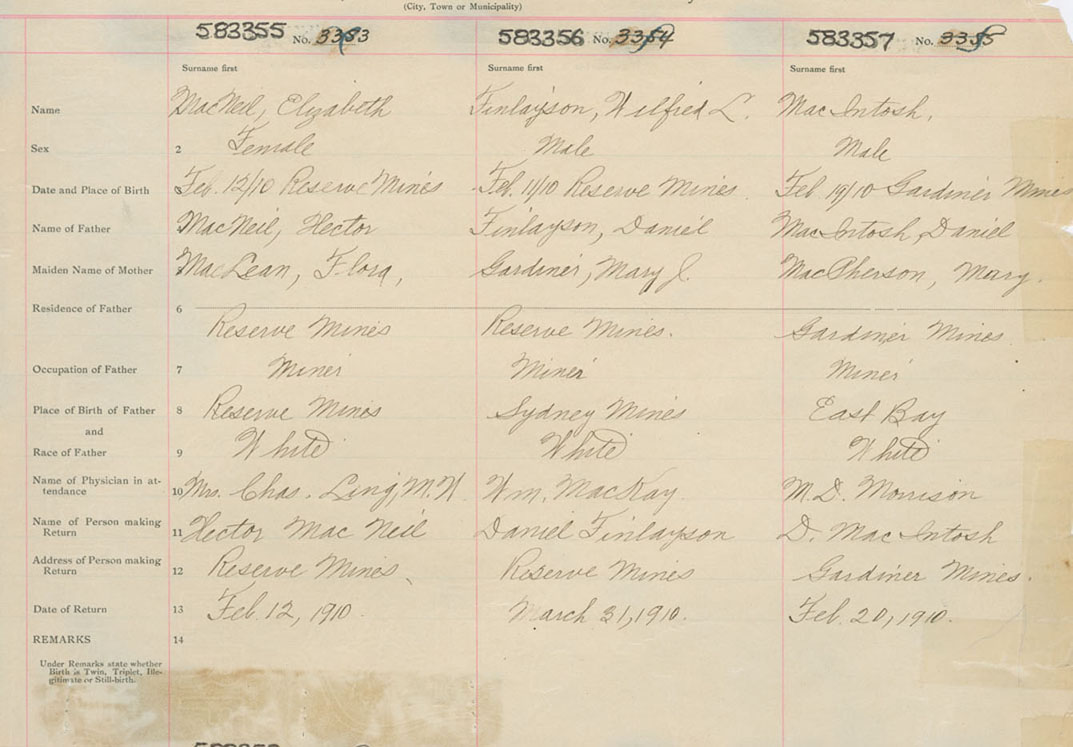 (City, Town or Municipality)
583355 No. 3353 583356 No. 3354 583357 No. 3355
Surname first Surname first Surname first
Name MacNeil, Elizabeth Finlayson, Wilfred L. MacIntosh,
Sex 2 Female Male Male
Date and Place of Birth 3 Feb. 12/10 Reserve Mines Feb. 11/10 Reserve Mines. Feb. 19/10 Gardiner Mines
Name of Father MacNeil, Hector Finlayson, Daniel MacIntosh, Daniel
Maiden Name of Mother MacLean, Flora, Gardiner, Mary J. MacPherson, Mary.
Residence of Father 6
Reserve Mines Reserve Mines. Gardiner Mines.
Occupation of Father 7 Miner Miner Miner
Place of Birth of Father 8 Reserve Mines Sydney Mines East Bay
and
Race of Father 9 White White White
Name of Physician in at-
tendance 10 Mrs. Chas. Ling, M.W. Wm. MacKay. M.D. Morrison
Name of Person making
Return 11 Hector MacNeil Daniel Finlayson D. MacIntosh
Address of Person making
Return 12 Reserve Mines Reserve Mines Gardiner Mines.
Date of Return 13 Feb. 12, 1910. March 31, 1910. Feb. 20, 1910.
REMARKS 14
Under Remarks state whether
Birth is Twin, Triplet, Ille-
gitimate or Still-birth.